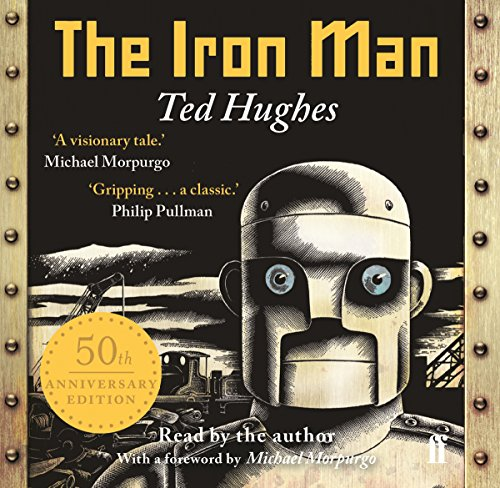 The Iron Man
Ted Hughes
‘A visionary tale.’
Michael Morpurgo
‘Gripping . . . a classic.’
Philip Pullman
50th
ANNIVERSARY
EDITION
Read by the author
With a foreword by Michael Morpurgo
ff